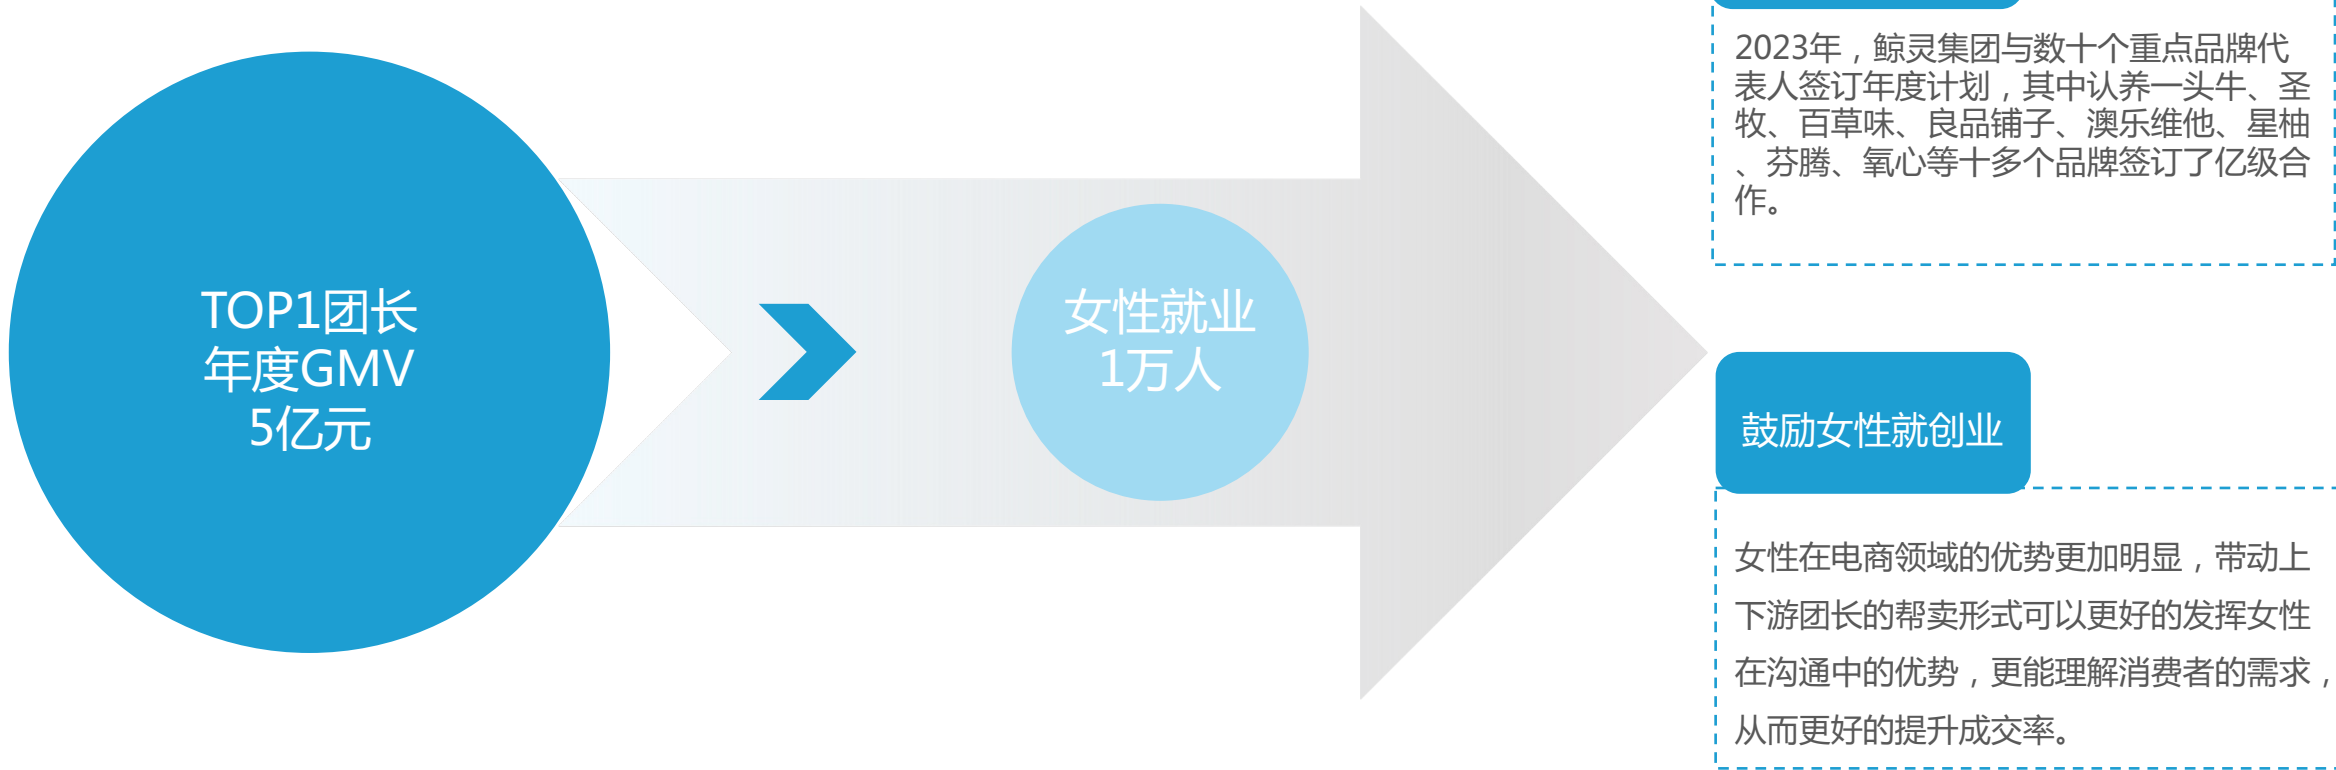 TOP1团长
年度GMV
5亿元
女性就业
1万人
2023年，鲸灵集团与数十个重点品牌代
表人签订年度计划，其中认养一头牛、圣
牧、百草味、良品铺子、澳乐维他、星柚
、芬腾、氧心等十多个品牌签订了亿级合
作。
鼓励女性就创业
女性在电商领域的优势更加明显，带动上
下游团长的帮卖形式可以更好的发挥女性
在沟通中的优势，更能理解消费者的需求，
从而更好的提升成交率。